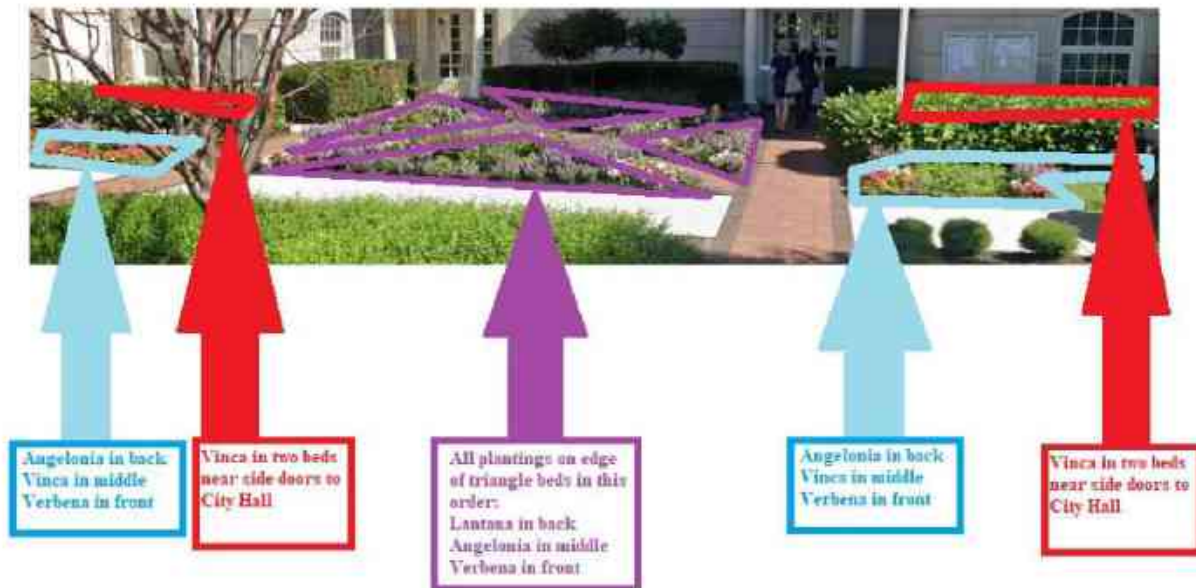 Angelonia in back
Vinca in middle
Verbena in front
Vinca in two beds
near side doors to
City Hall
All plantings on edge
of triangle beds in this
order:
Lantana in back
Angelonia in middle
Verbena in front
Angelonia in back
Vinca in middle
Verbena in front
Vinca in two beds
near side doors to
City Hall